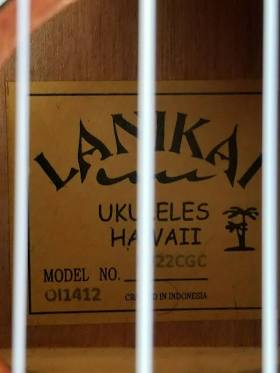 LANIKAI
UKULELES
HAWAII
22CGC
MODEL NO.
OI1412
CRAFTED IN INDONESIA